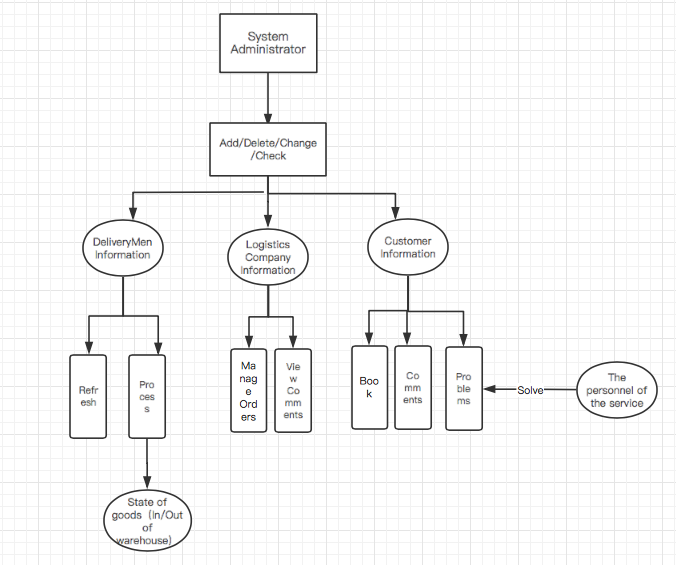 System
Administrator
Add/Delete/Change
/Check
DeliveryMen
Information
Logistics
Company
Information
Customer
Information
Refr
esh
Pro
ces
s
Ma
nag
e
Ord
ers
Vie
w
Co
mm
ents
Boo
k
Co
mm
ents
Pro
ble
ms
Solve
The
personnel of
the service
State of
goods (In/Out
of
warehouse)